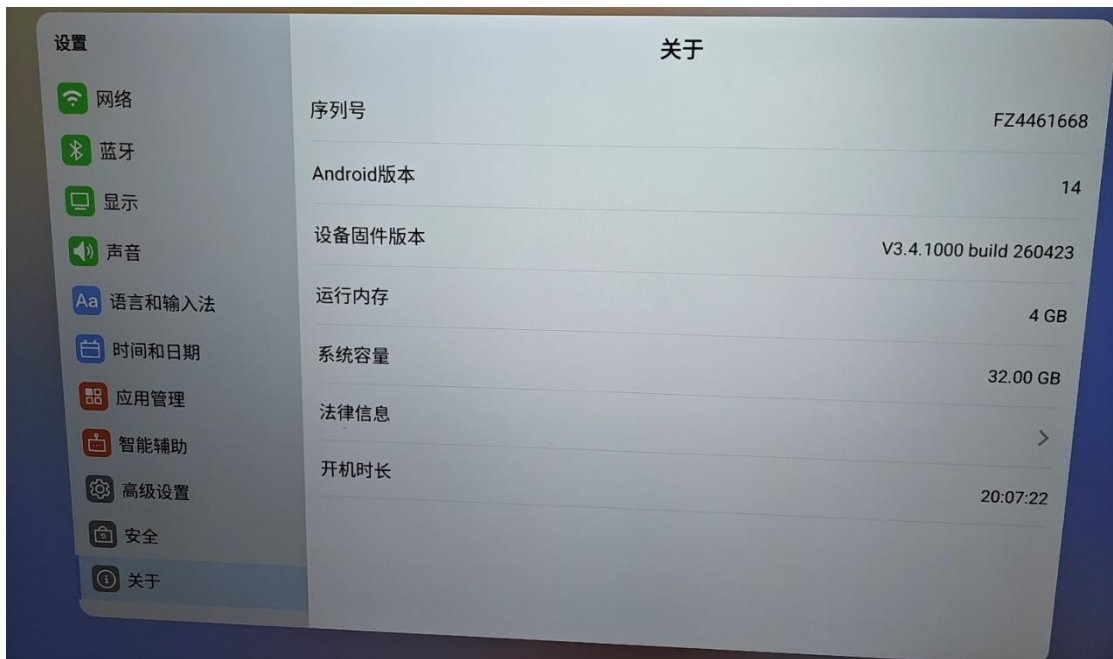 设置
网络
蓝牙
显示
声音
Aa 语言和输入法
时间和日期
应用管理
智能辅助
高级设置
安全
关于
关于
序列号 FZ4461668
Android版本 14
设备固件版本 V3.4.1000 build 260423
运行内存 4 GB
系统容量 32.00 GB
法律信息
开机时长 20:07:22